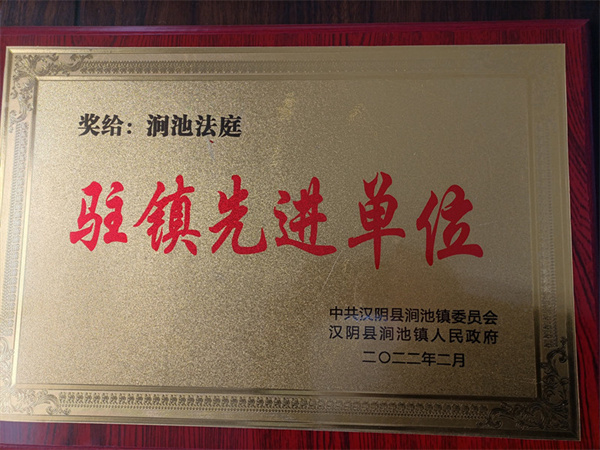 奖给：涧池法庭
驻镇先进单位
中共汉阴县涧池镇委员会
汉阴县涧池镇人民政府
二〇二二年二月